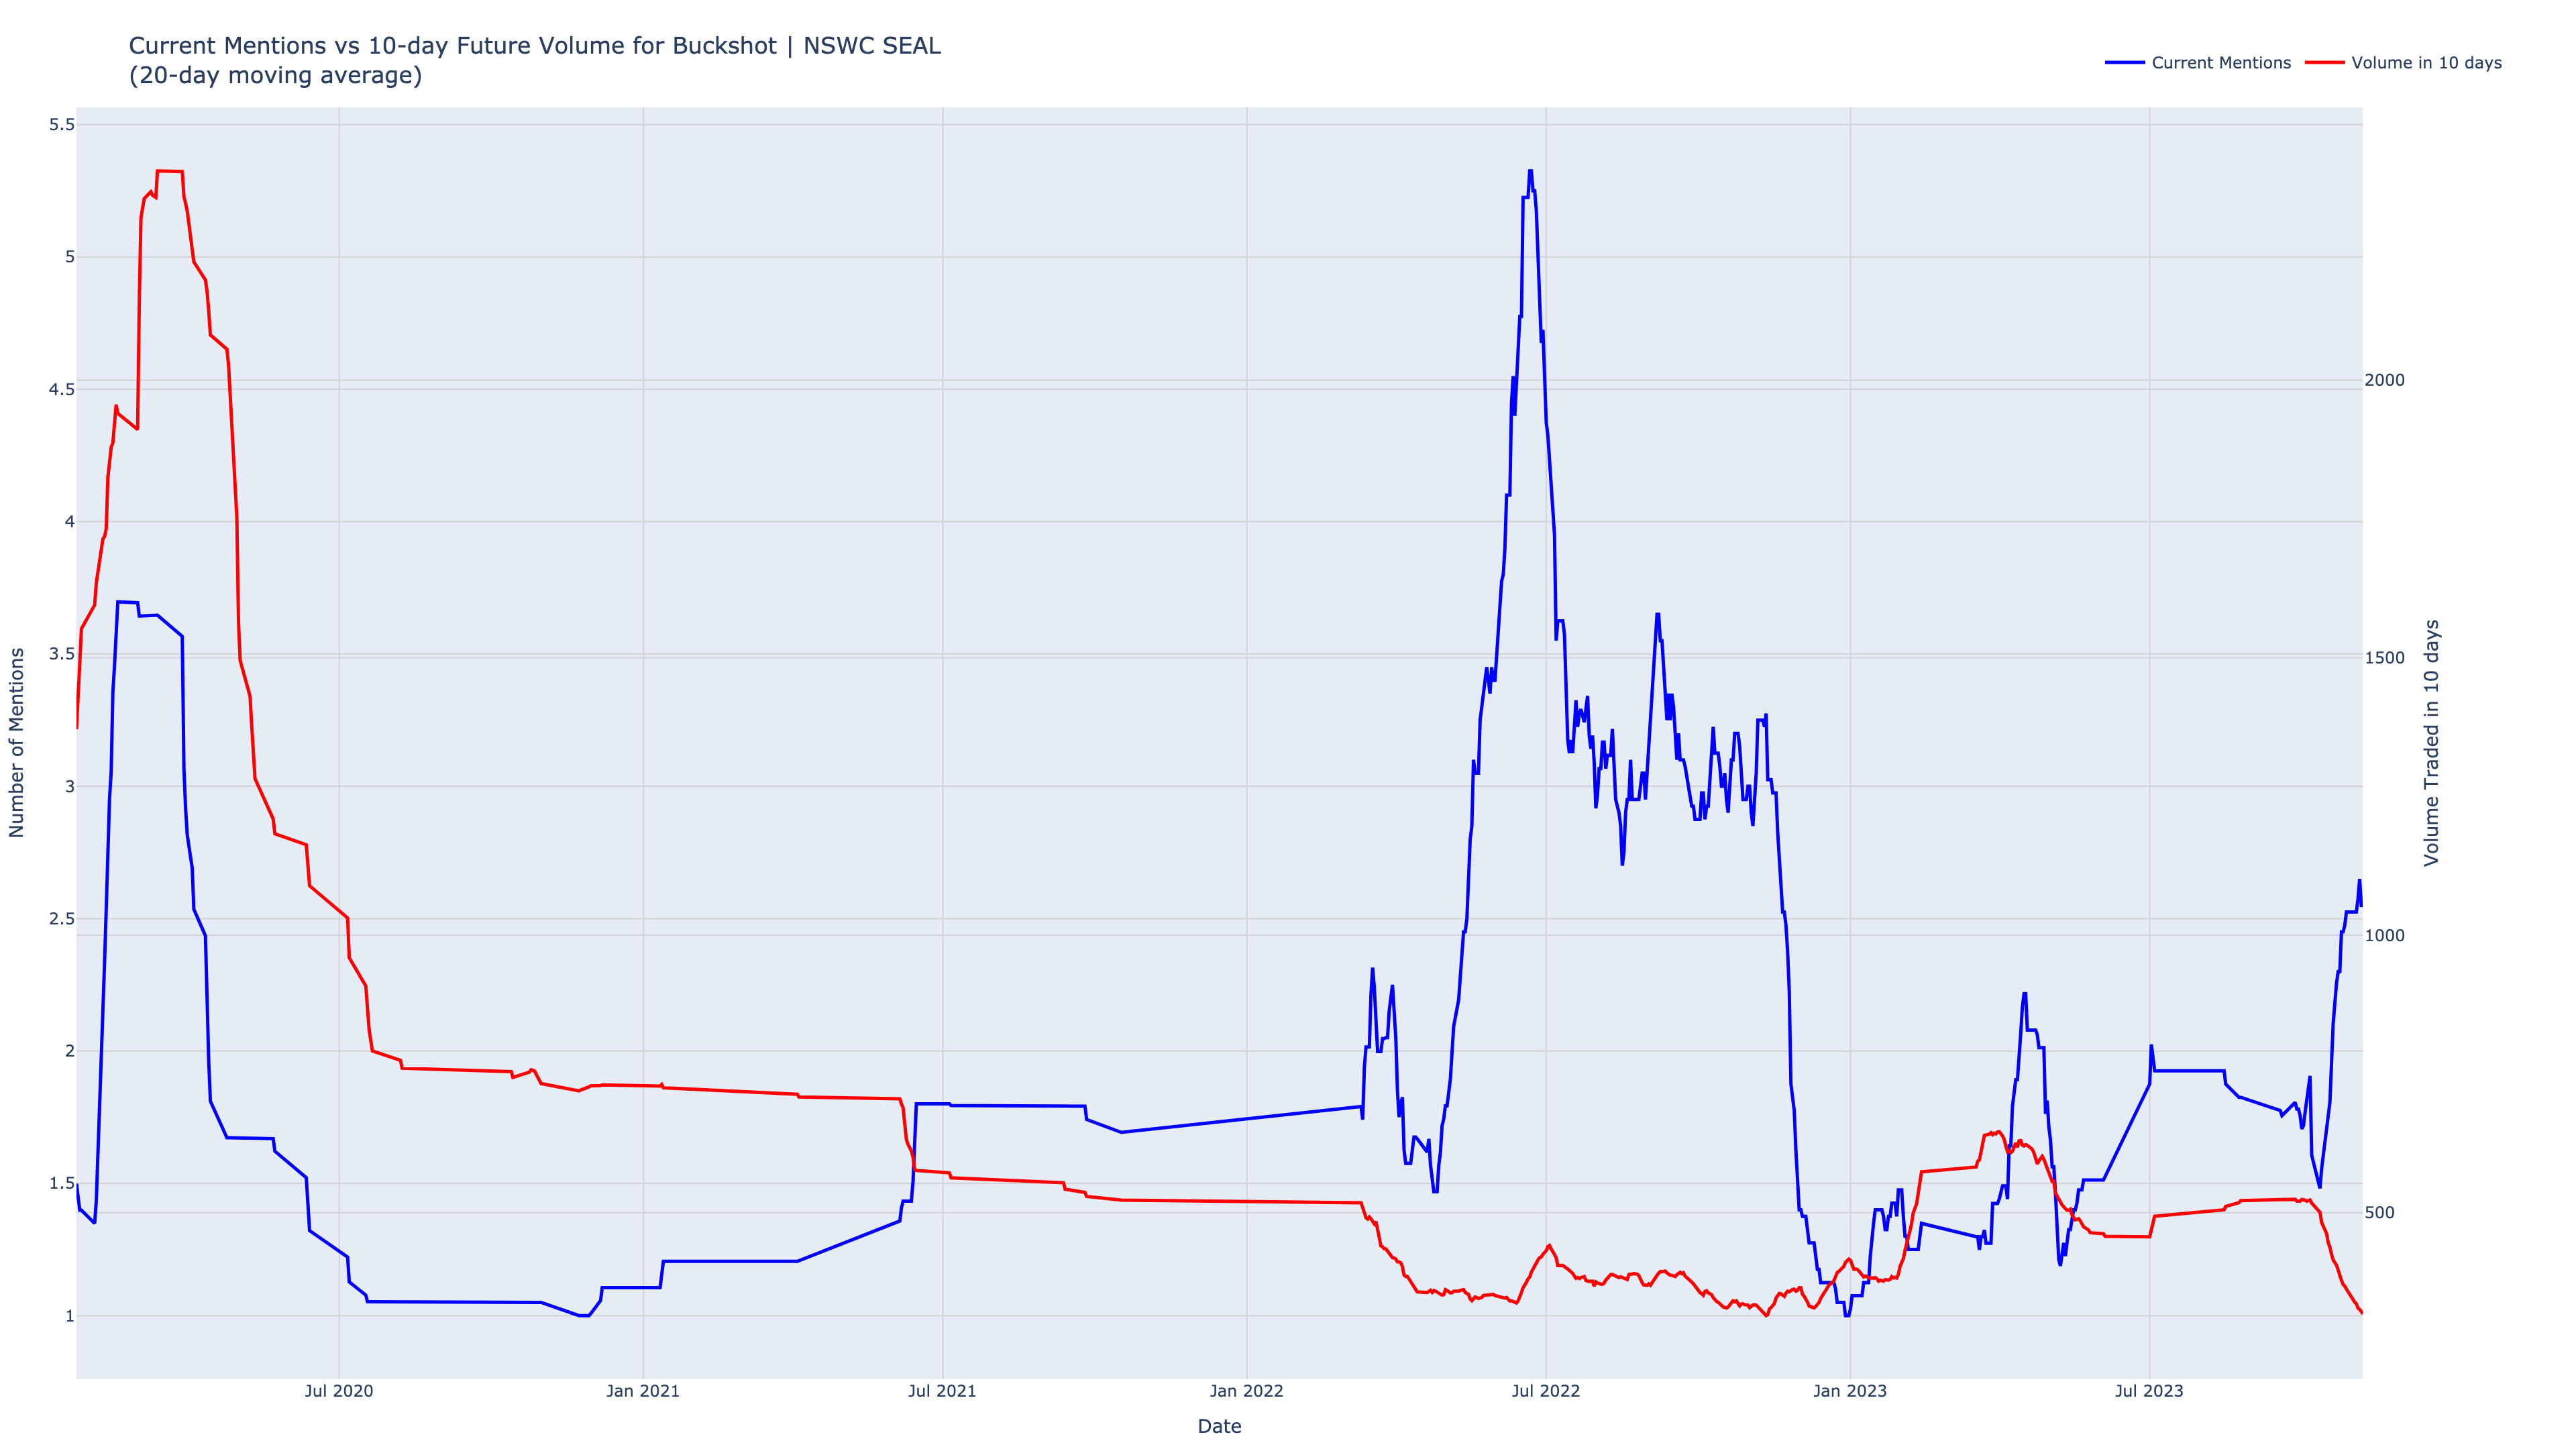 Current Mentions vs 10-day Future Volume for Buckshot | NSWC SEAL
(20-day moving average)
Current Mentions
Volume in 10 days
5.5
5
4.5
4
3.5
3
2.5
2
1.5
1
Number of Mentions
2000
1500
1000
500
Volume Traded in 10 days
Jul 2020
Jan 2021
Jul 2021
Jan 2022
Jul 2022
Jan 2023
Jul 2023
Date